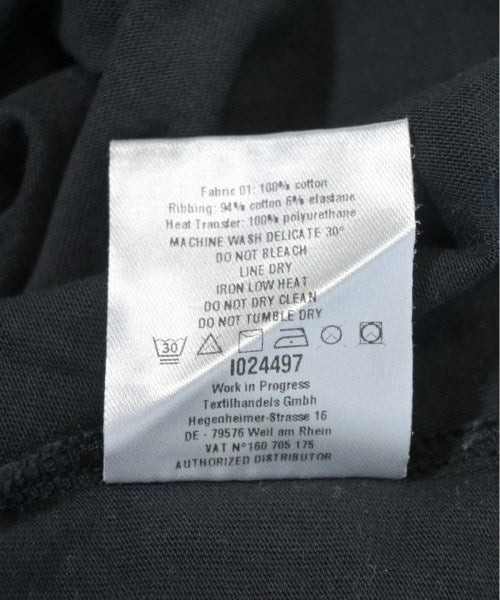 Fabric 01: 100% cotton
Ribbing: 94% cotton 6% elastane
Heat Transfer: 100% polyurethane
MACHINE WASH DELICATE 30°
DO NOT BLEACH
LINE DRY
IRON LOW HEAT
DO NOT DRY CLEAN
DO NOT TUMBLE DRY
30
I024497
Work in Progress
Textilhandels GmbH
Hegenheimer-Strasse 16
DE - 79576 Weil am Rhein
VAT N°160 705 175
AUTHORIZED DISTRIBUTOR